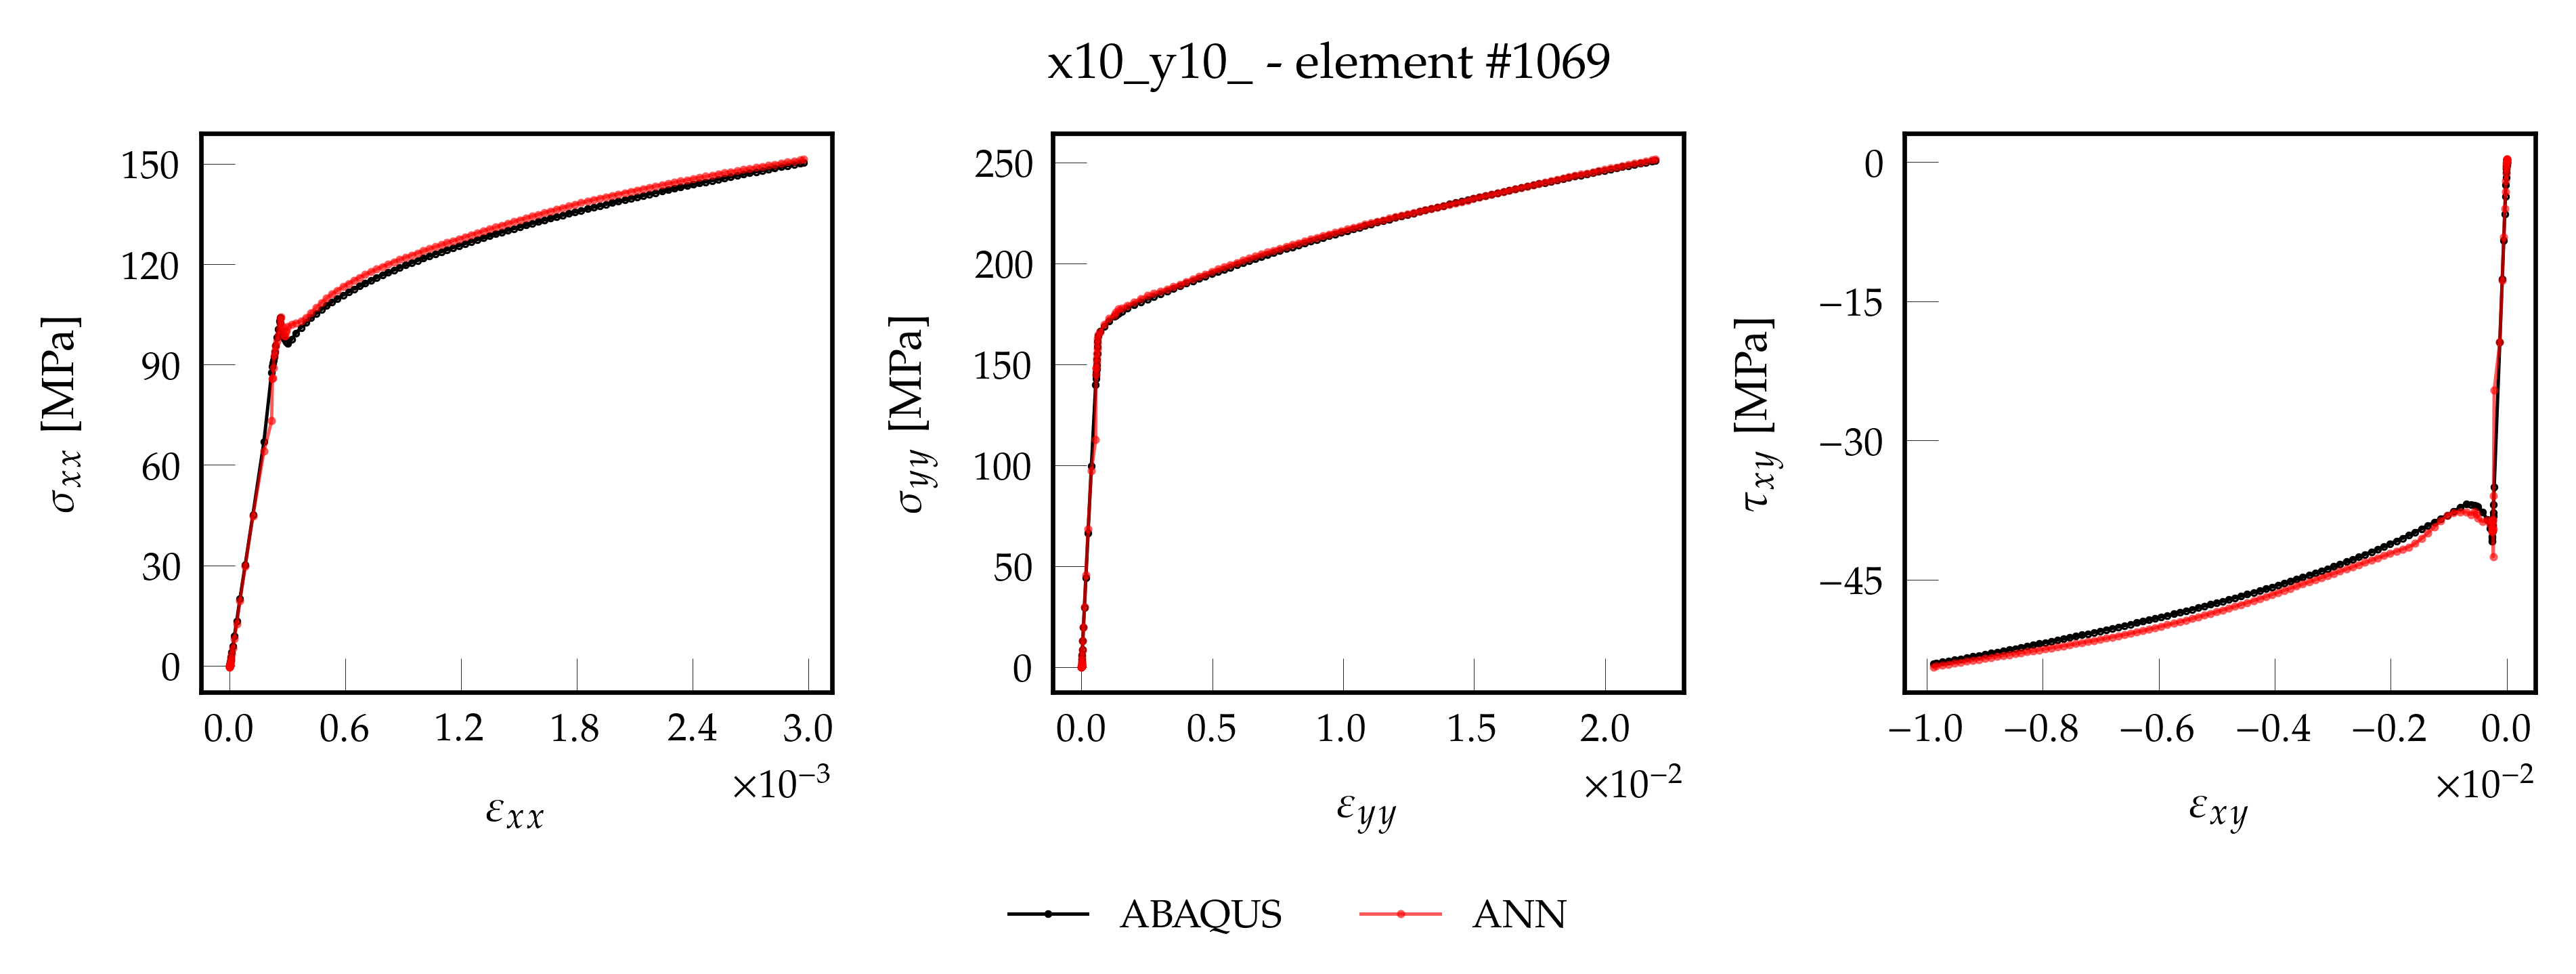 x10_y10_ - element #1069
σxx [MPa]
150
120
90
60
30
0
0.0 0.6 1.2 1.8 2.4 3.0
×10−3
εxx
σyy [MPa]
250
200
150
100
50
0
0.0 0.5 1.0 1.5 2.0
×10−2
εyy
τxy [MPa]
0
−15
−30
−45
−1.0 −0.8 −0.6 −0.4 −0.2 0.0
×10−2
εxy
ABAQUS ANN